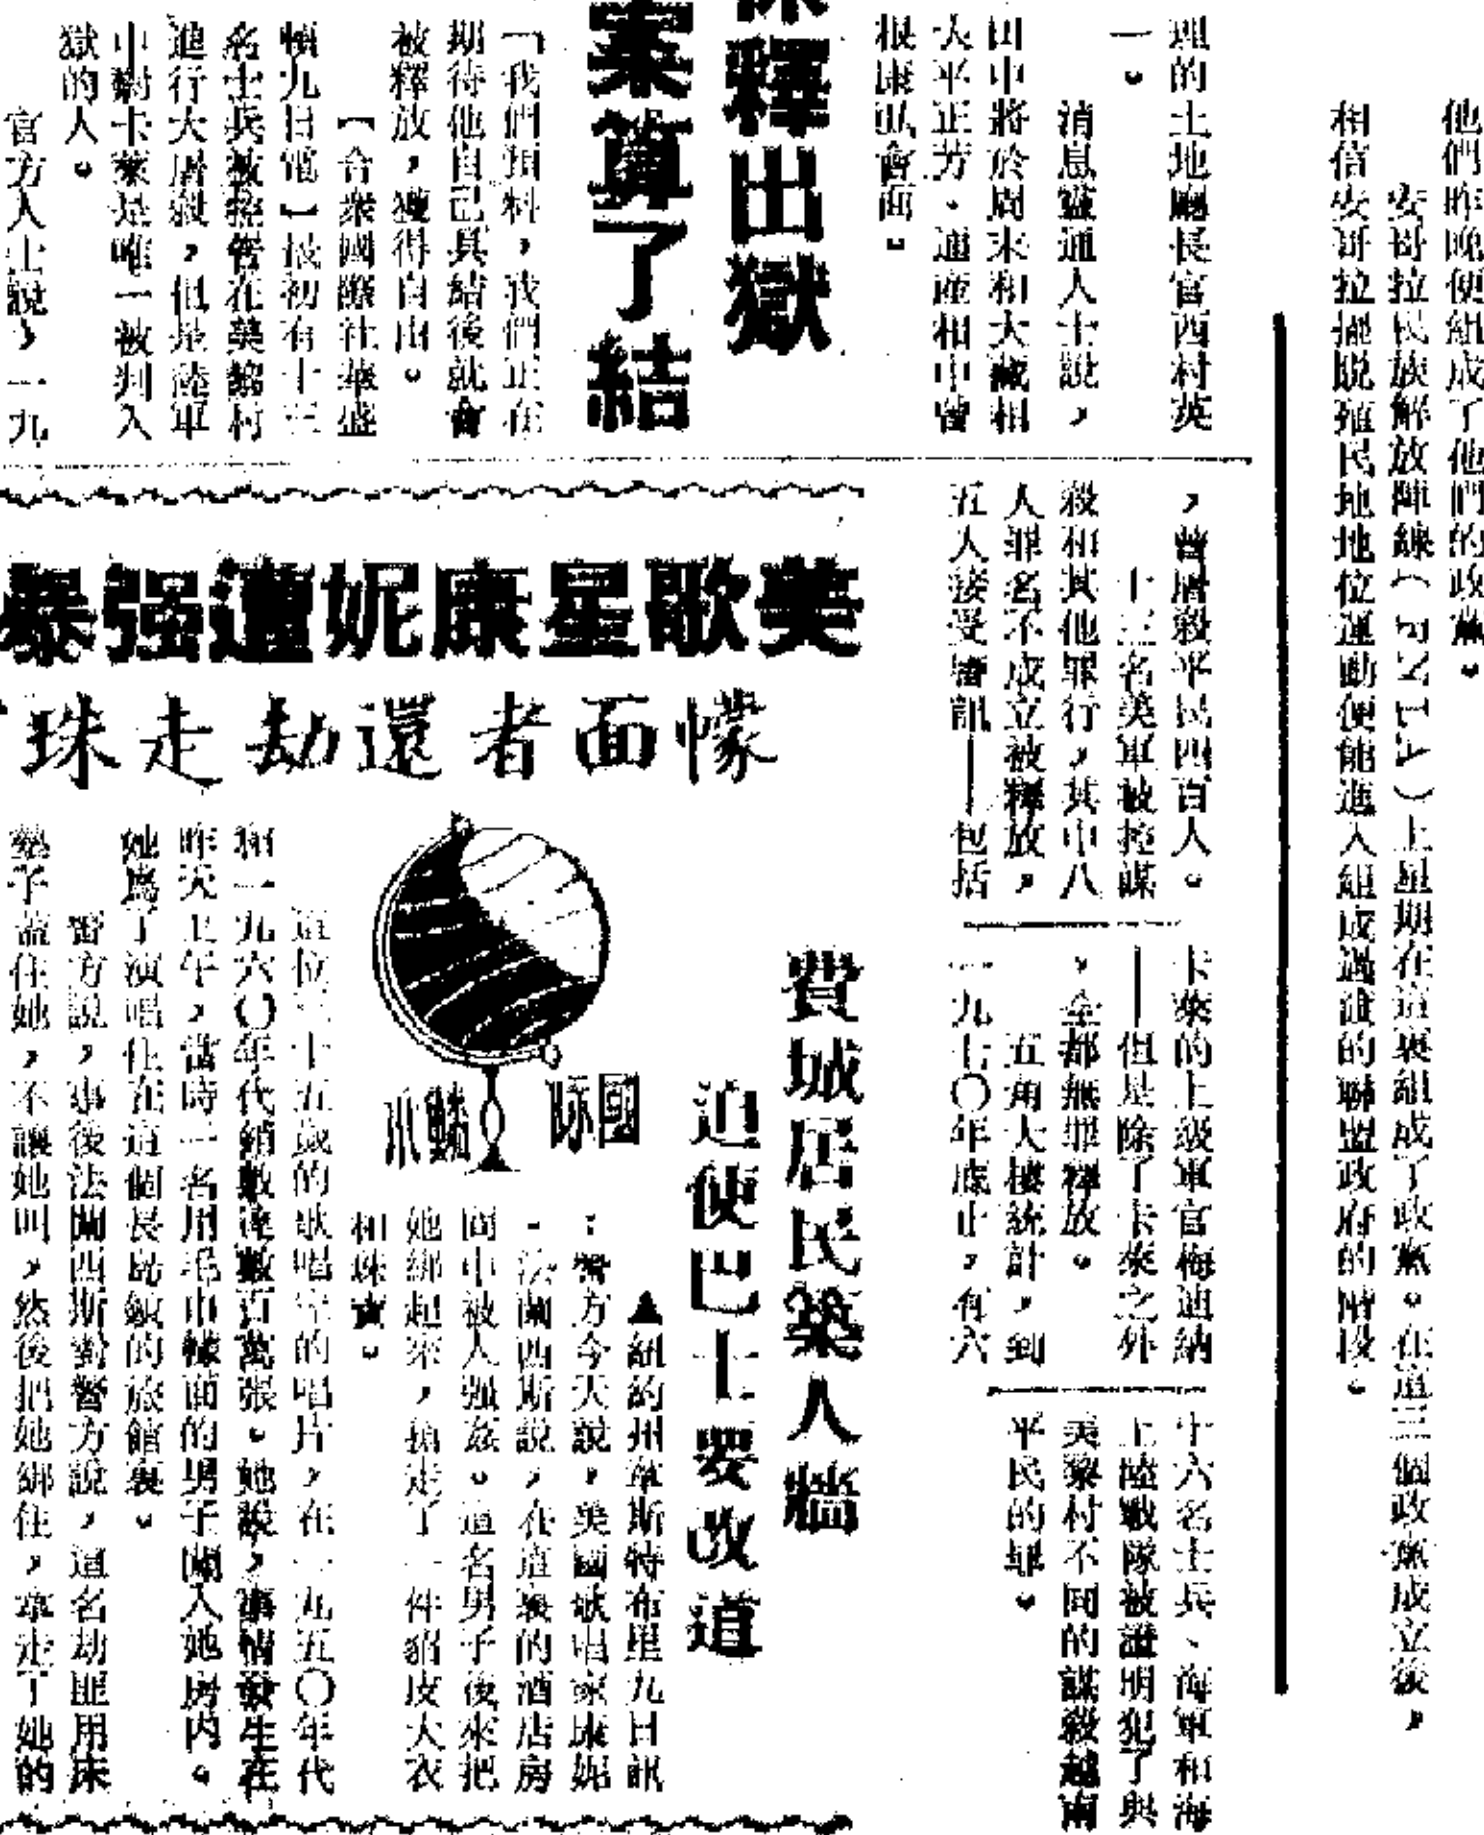 他們昨晚便組成了他們的政黨。
安哥拉民族解放陣線（FNLA）上星期在這裏組成了政黨。在這三個政黨成立後，
相信安哥拉擺脫殖民地地位運動便能進入組成過渡的聯盟政府的階段。
理的土地廳長官西村英
一。
消息靈通人士說，
田中將於周末和大藏相
大平正芳、通產相中曾
根康弘會面。
釋出獄
案算了結
「我們預料，我們正在
期待他自己具結後就會
被釋放，獲得自由。
【合衆國際社華盛
頓九日電】最初有十三
名士兵被控告在美萊村
進行大屠殺，但是陸軍
中尉卡萊是唯一被判入
獄的人。
官方人士說，一九
，曾屠殺平民四百人。
十三名美軍被控謀
殺和其他罪行，其中八
人罪名不成立被釋放，
五人接受審訊——包括
卡萊的上級軍官梅迪納
——但是除了卡萊之外
，全都無罪釋放。
五角大樓統計，到
一九七〇年底止，有六
十六名士兵、海軍和海
上陸戰隊被證明犯了與
美黎村不同的謀殺越南
平民的罪。
美歌星康妮遭强暴
幪面者還劫走珠
費城居民築人牆
迫使巴士要改道
國际
鱗爪
▲紐約州韋斯特布里九日訊
：警方今天說，美國歌唱家康妮
·法蘭西斯說，在這裏的酒店房
間中被人强姦。這名男子後來把
她綁起來，搶走了一件貂皮大衣
和珠寶。
這位三十五歲的歌唱家的唱片，在一九五〇年代
和一九六〇年代銷數達數百萬張。她說，事情發生在
昨天上午，當時一名用毛巾幪面的男子闖入她房內。
她爲了演唱住在這個長島鎮的旅館裏。
警方說，事後法蘭西斯對警方說，這名劫匪用床
墊子蓋住她，不讓她叫，然後把她綁住，拿走了她的